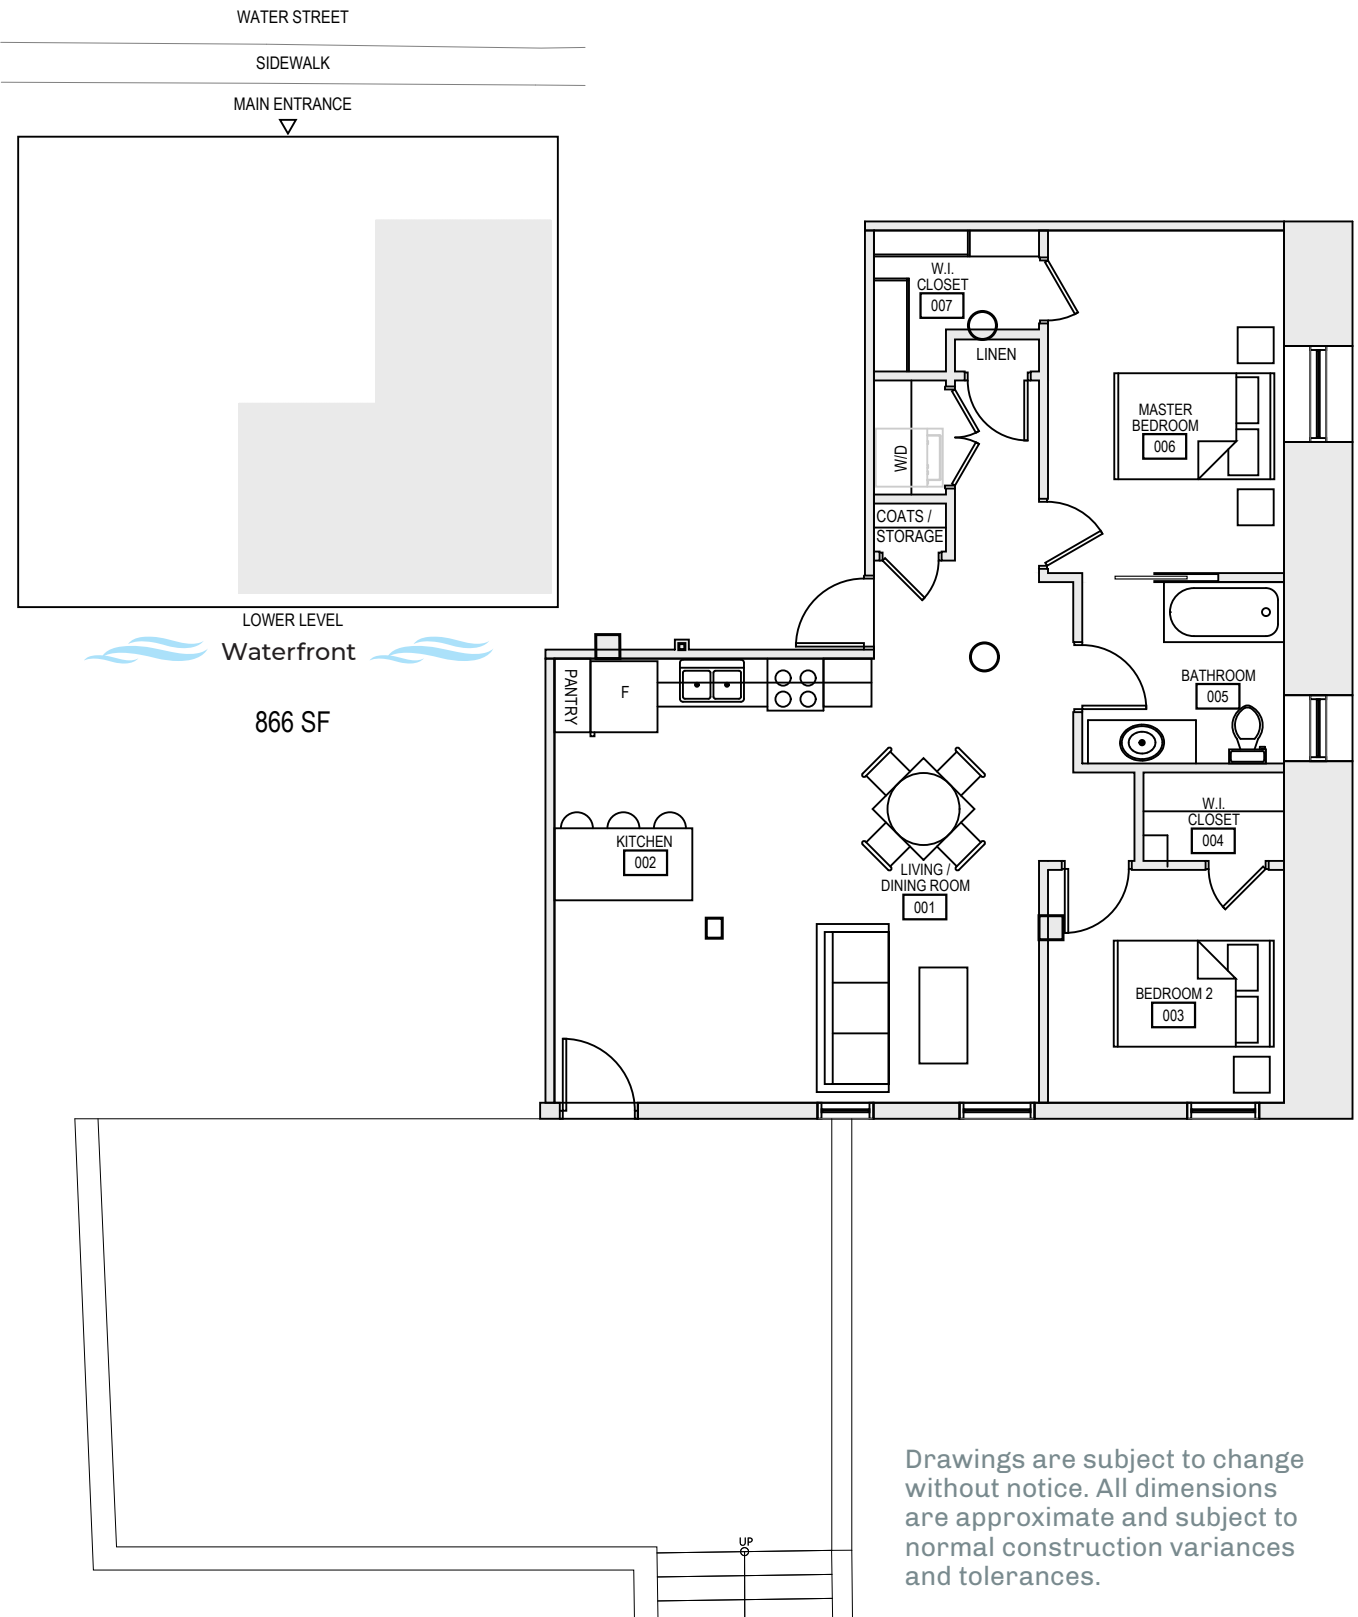 WATER STREET
SIDEWALK
MAIN ENTRANCE
LOWER LEVEL
Waterfront
866 SF
W.I.
CLOSET
007
LINEN
MASTER
BEDROOM
006
W/D
COATS /
STORAGE
PANTRY
F
BATHROOM
005
W.I.
CLOSET
004
KITCHEN
002
LIVING /
DINING ROOM
001
BEDROOM 2
003
UP
Drawings are subject to change
without notice. All dimensions
are approximate and subject to
normal construction variances
and tolerances.